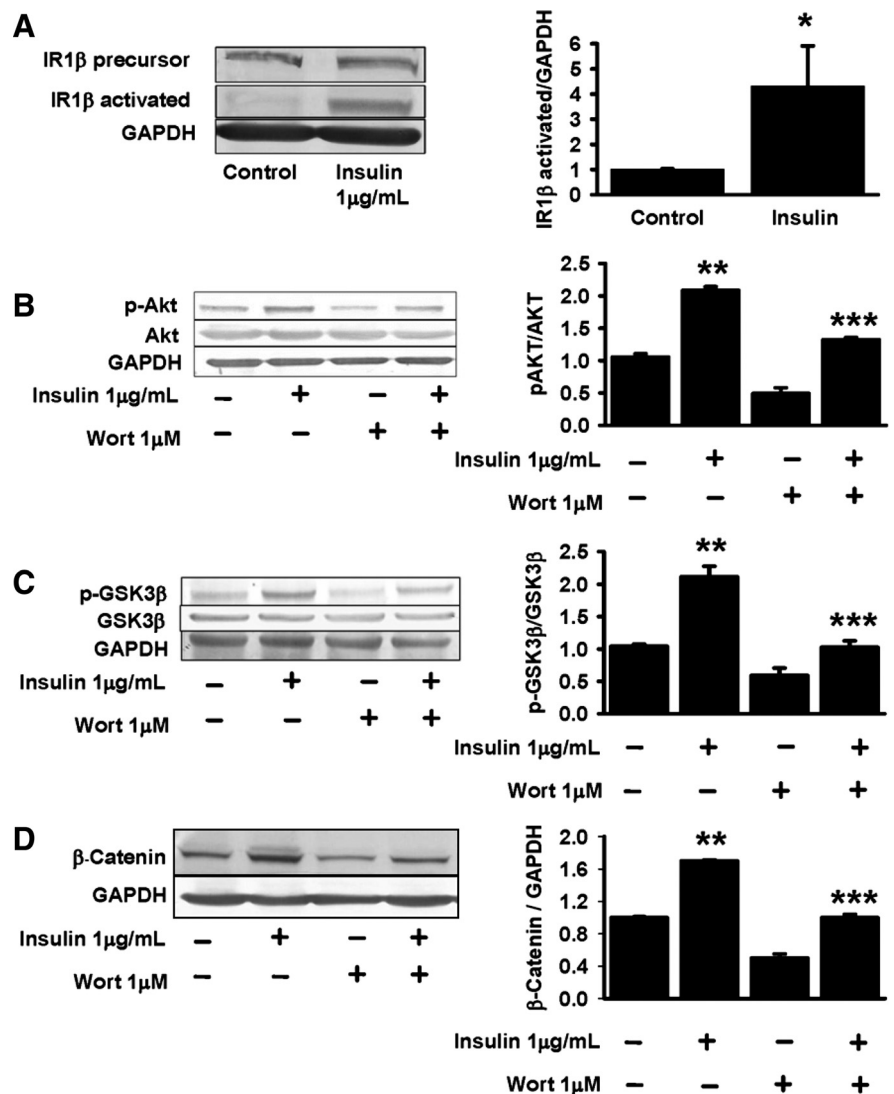 A
IR1β precursor
IR1β activated
GAPDH
Control Insulin
1μg/mL
IR1β activated/GAPDH
6
5
4
3
2
1
0
*
Control Insulin
B
p-Akt
Akt
GAPDH
Insulin 1μg/mL − + − +
Wort 1μM − − + +
pAKT/AKT
2.5
2.0
1.5
1.0
0.5
0.0
**
***
Insulin 1μg/mL − + − +
Wort 1μM − − + +
C
p-GSK3β
GSK3β
GAPDH
Insulin 1μg/mL − + − +
Wort 1μM − − + +
p-GSK3β/GSK3β
2.5
2.0
1.5
1.0
0.5
0.0
**
***
Insulin 1μg/mL − + − +
Wort 1μM − − + +
D
β-Catenin
GAPDH
Insulin 1μg/mL − + − +
Wort 1μM − − + +
β-Catenin / GAPDH
2.0
1.6
1.2
0.8
0.4
0.0
**
***
Insulin 1μg/mL − + − +
Wort 1μM − − + +